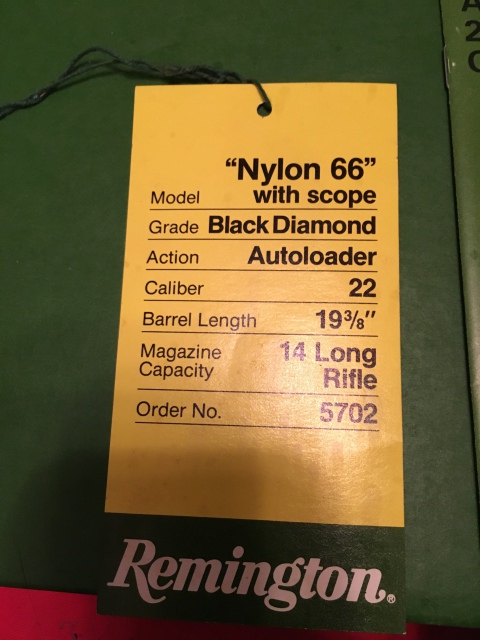 "Nylon 66"
Model with scope
Grade Black Diamond
Action Autoloader
Caliber 22
Barrel Length 19⅜"
Magazine Capacity 14 Long Rifle
Order No. 5702
Remington®
A
2